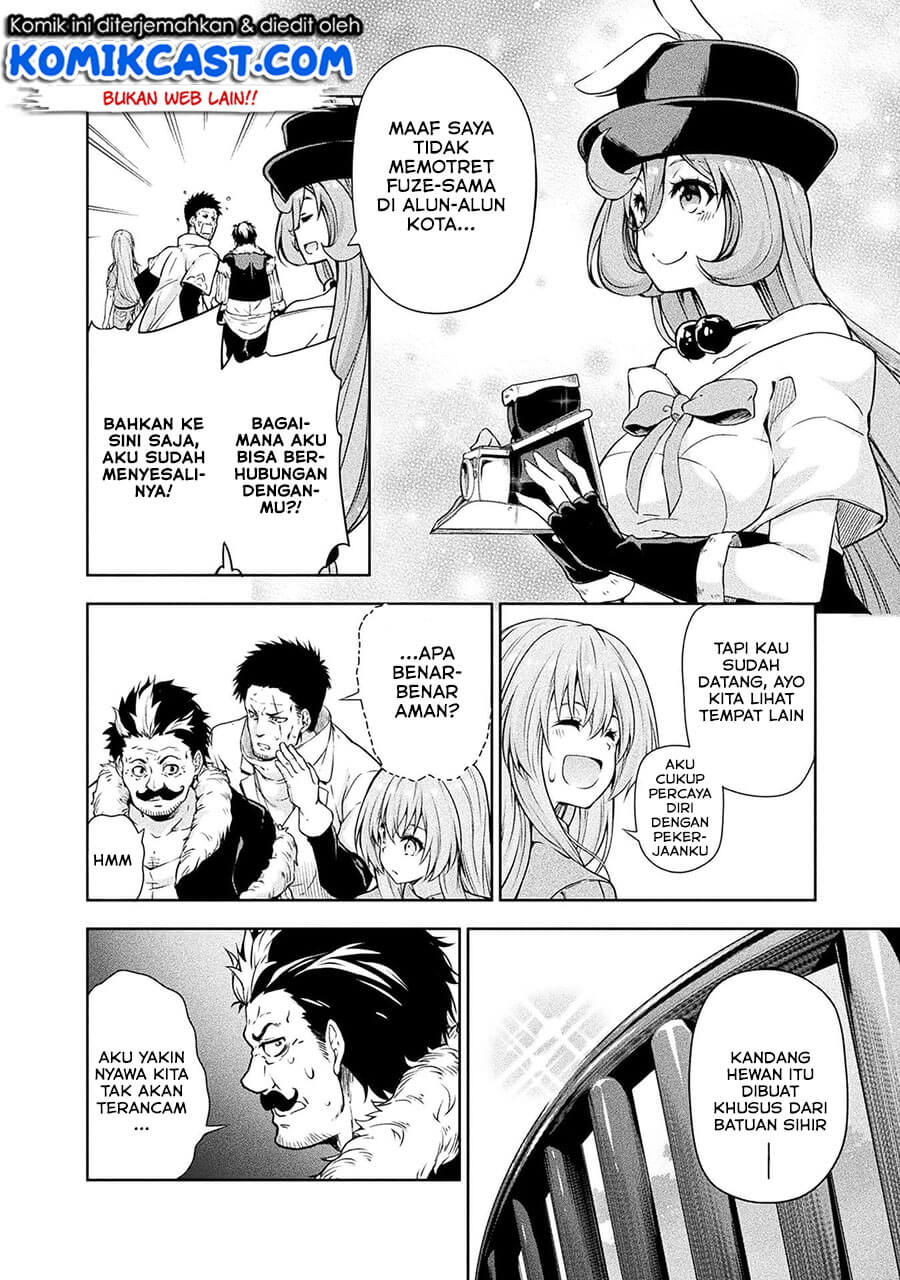 Komik ini diterjemahkan & diedit oleh
KOMIKCAST.COM
BUKAN WEB LAIN!!
MAAF SAYA
TIDAK
MEMOTRET
FUZE-SAMA
DI ALUN-ALUN
KOTA...
BAGAI-
MANA AKU
BISA BER-
HUBUNGAN
DENGAN-
MU?!
BAHKAN KE
SINI SAJA,
AKU SUDAH
MENYESALI-
NYA!
TAPI KAU
SUDAH
DATANG, AYO
KITA LIHAT
TEMPAT LAIN
AKU
CUKUP
PERCAYA
DIRI
DENGAN
PEKER-
JAANKU
...APA
BENAR-
BENAR
AMAN?
HMM
KANDANG
HEWAN ITU
DIBUAT
KHUSUS DARI
BATUAN SIHIR
—
AKU YAKIN
NYAWA KITA
TAK AKAN
TERANCAM
...